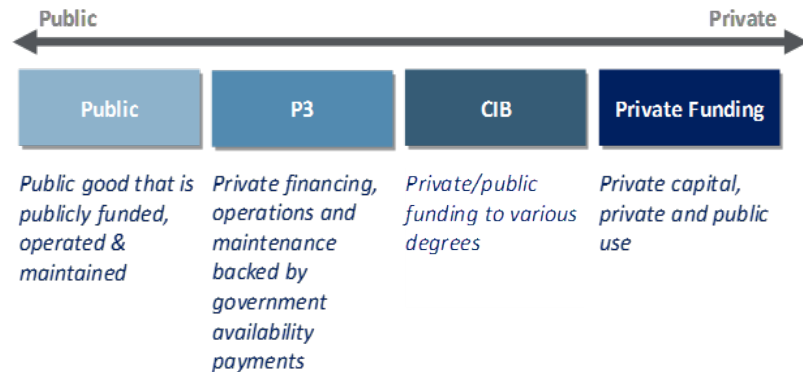 Public
Private
Public
P3
CIB
Private Funding
Public good that is
publicly funded,
operated &
maintained
Private financing,
operations and
maintenance
backed by
government
availability
payments
Private/public
funding to various
degrees
Private capital,
private and public
use